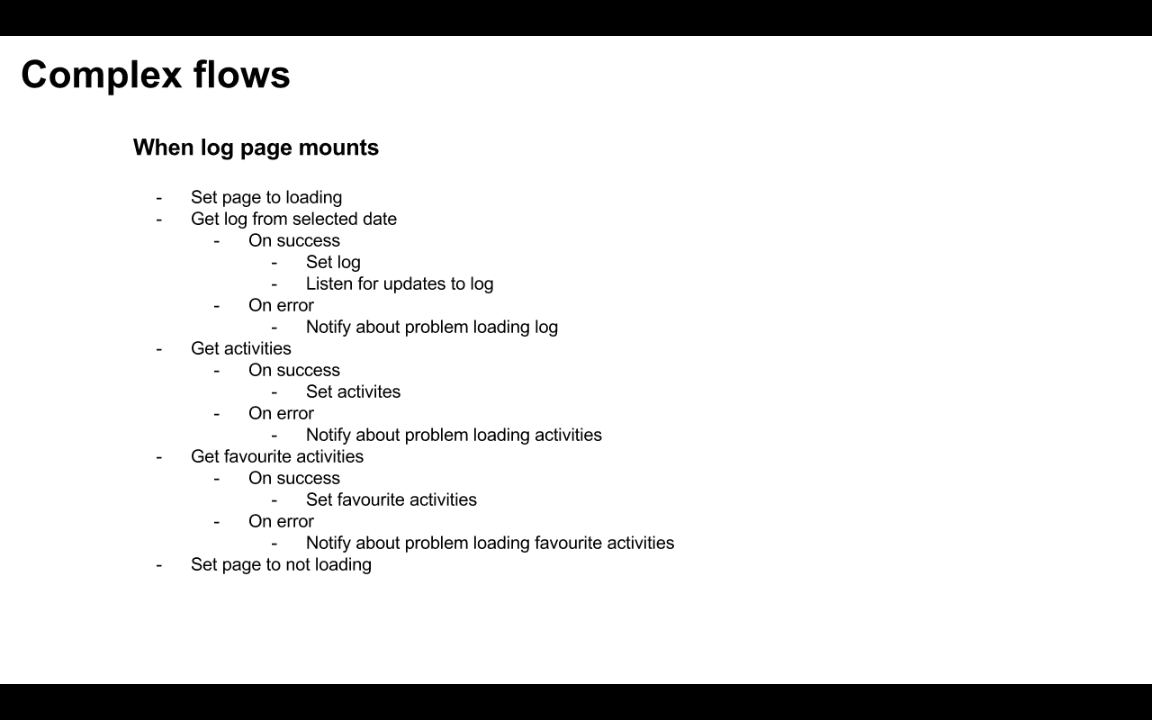 Complex flows
When log page mounts
- Set page to loading
- Get log from selected date
- On success
- Set log
- Listen for updates to log
- On error
- Notify about problem loading log
- Get activities
- On success
- Set activites
- On error
- Notify about problem loading activities
- Get favourite activities
- On success
- Set favourite activities
- On error
- Notify about problem loading favourite activities
- Set page to not loading